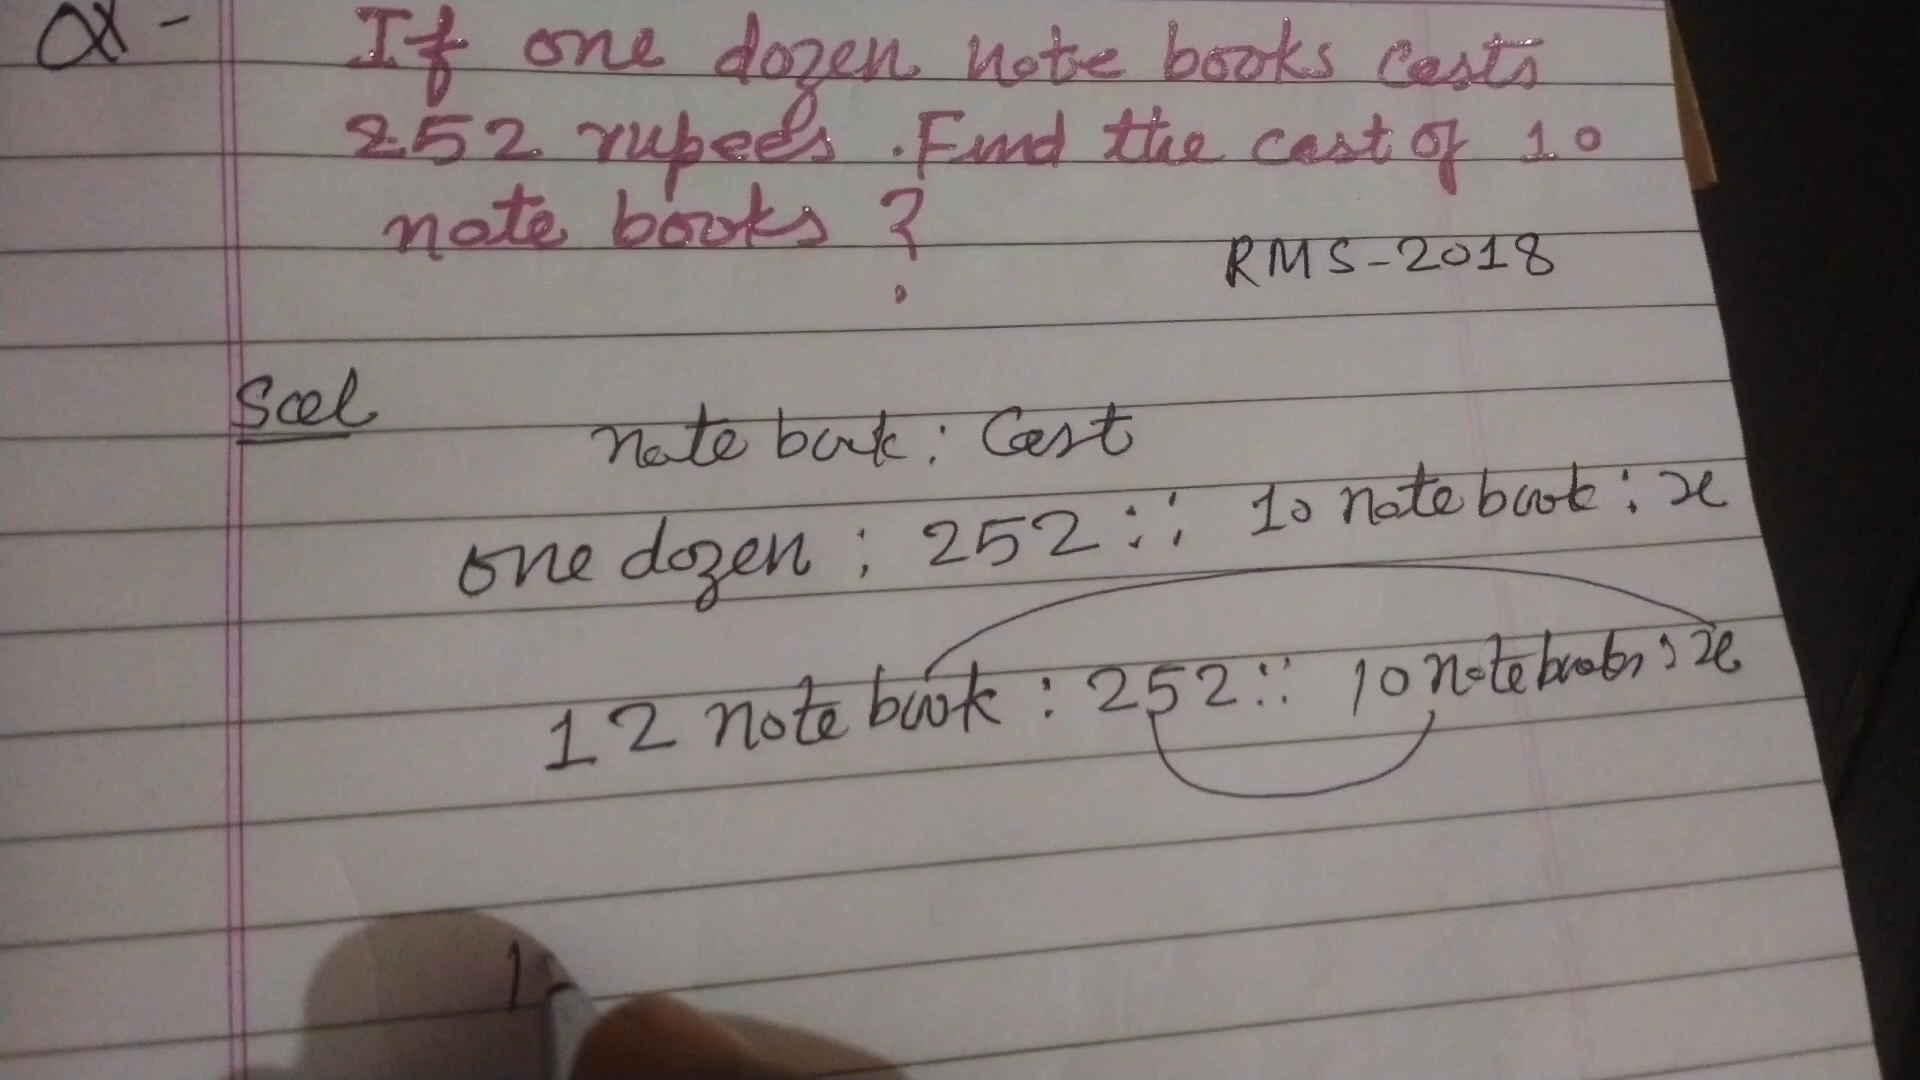 Q -
If one dozen note books costs
252 rupees. Find the cost of 10
note books ?
RMS-2018
Sol
Note book : Cost
one dozen : 252 :: 10 note book : x
12 note book : 252 :: 10 Note books : x
1